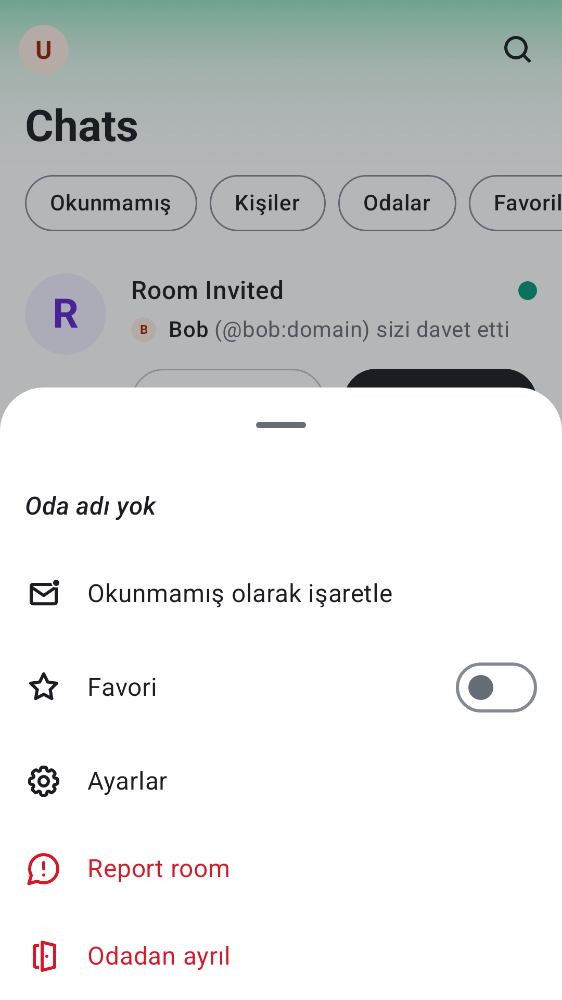 U
Chats
Okunmamış Kişiler Odalar Favoril
R
Room Invited
B Bob (@bob:domain) sizi davet etti
Oda adı yok
Okunmamış olarak işaretle
Favori
Ayarlar
Report room
Odadan ayrıl